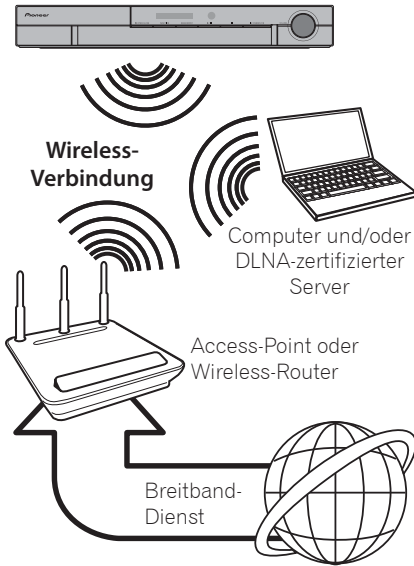 Pioneer
Wireless-
Verbindung
Computer und/oder
DLNA-zertifizierter
Server
Access-Point oder
Wireless-Router
Breitband-
Dienst